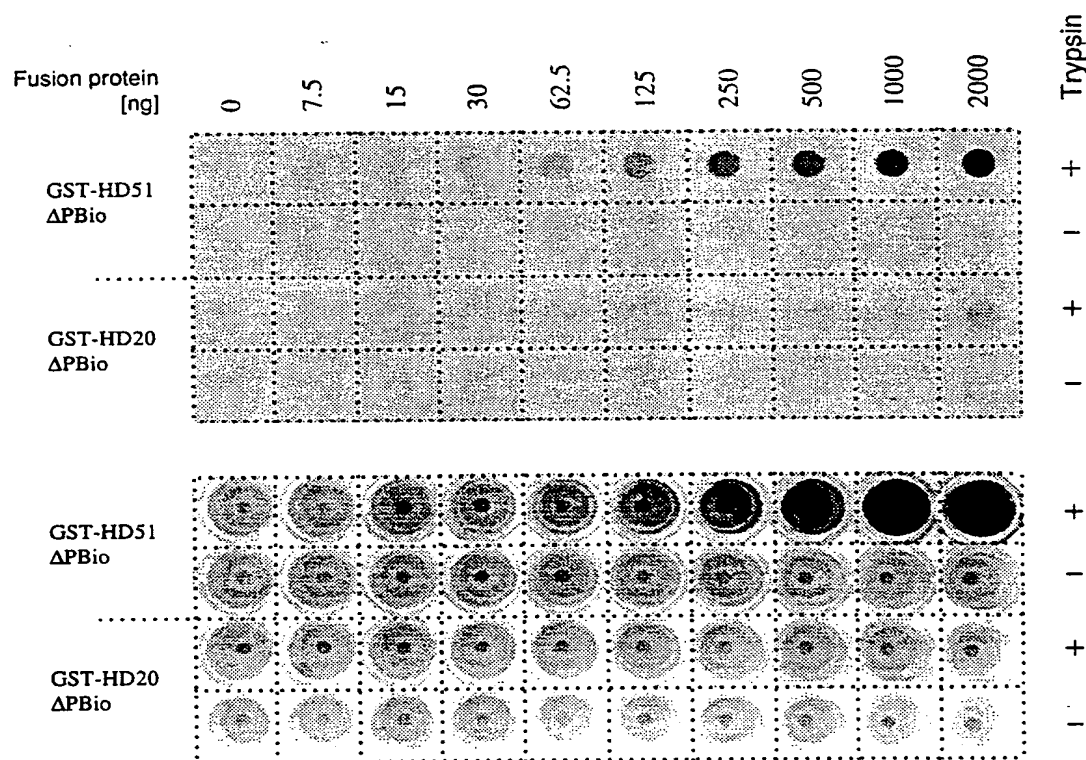 Trypsin
Fusion protein
[ng]
0 7.5 15 30 62.5 125 250 500 1000 2000
GST-HD51
ΔPBio
+
−
GST-HD20
ΔPBio
+
−
GST-HD51
ΔPBio
+
−
GST-HD20
ΔPBio
+
−